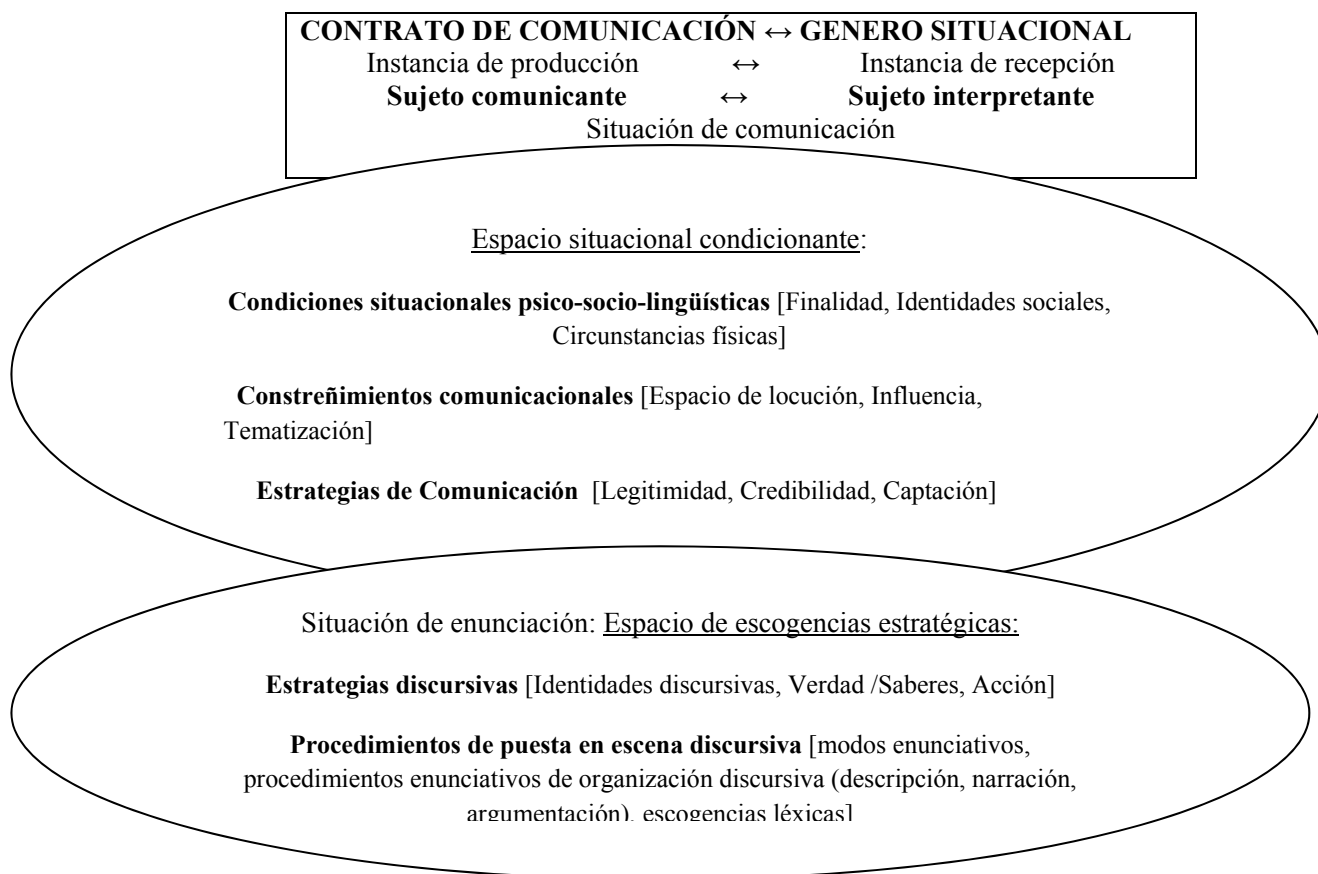 CONTRATO DE COMUNICACIÓN ↔ GENERO SITUACIONAL
Instancia de producción ↔ Instancia de recepción
Sujeto comunicante ↔ Sujeto interpretante
Situación de comunicación
Espacio situacional condicionante:
Condiciones situacionales psico-socio-lingüísticas [Finalidad, Identidades sociales,
Circunstancias físicas]
Constreñimientos comunicacionales [Espacio de locución, Influencia,
Tematización]
Estrategias de Comunicación [Legitimidad, Credibilidad, Captación]
Situación de enunciación: Espacio de escogencias estratégicas:
Estrategias discursivas [Identidades discursivas, Verdad /Saberes, Acción]
Procedimientos de puesta en escena discursiva [modos enunciativos,
procedimientos enunciativos de organización discursiva (descripción, narración,
argumentación), escogencias léxicas]